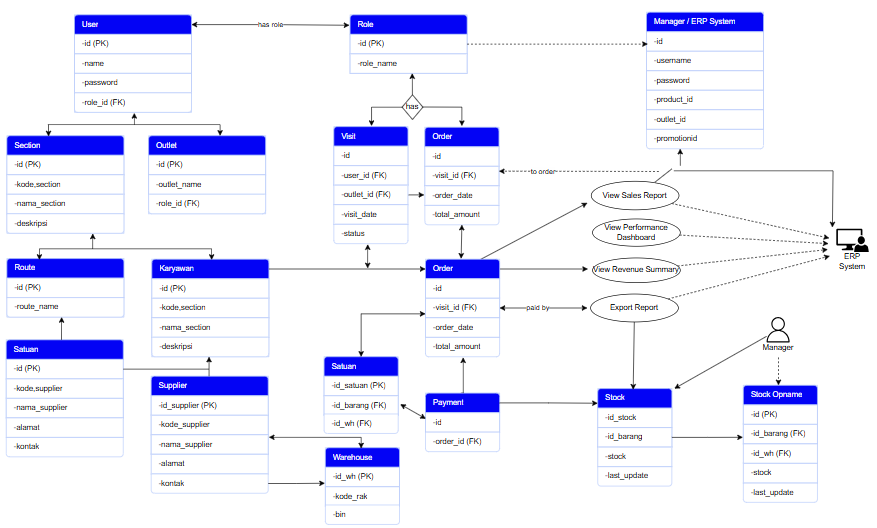 User
-id (PK)
-name
-password
-role_id (FK)
has role
Role
-id (PK)
-role_name
Manager / ERP System
-id
-username
-password
-product_id
-outlet_id
-promotionid
has
Section
-id (PK)
-kode,section
-nama_section
-deskripsi
Outlet
-id (PK)
-outlet_name
-role_id (FK)
Visit
-id
-user_id (FK)
-outlet_id (FK)
-visit_date
-status
Order
-id
-visit_id (FK)
-order_date
-total_amount
to order
View Sales Report
View Performance
Dashboard
View Revenue Summary
Export Report
ERP
System
Route
-id (PK)
-route_name
Karyawan
-id (PK)
-kode,section
-nama_section
-deskripsi
Order
-id
-visit_id (FK)
-order_date
-total_amount
paid by
Manager
Satuan
-id (PK)
-kode,supplier
-nama_supplier
-alamat
-kontak
Supplier
-id_supplier (PK)
-kode_supplier
-nama_supplier
-alamat
-kontak
Satuan
-id_satuan (PK)
-id_barang (FK)
-id_wh (FK)
Payment
-id
-order_id (FK)
Stock
-id_stock
-id_barang
-stock
-last_update
Stock Opname
-id (PK)
-id_barang (FK)
-id_wh (FK)
-stock
-last_update
Warehouse
-id_wh (PK)
-kode_rak
-bin